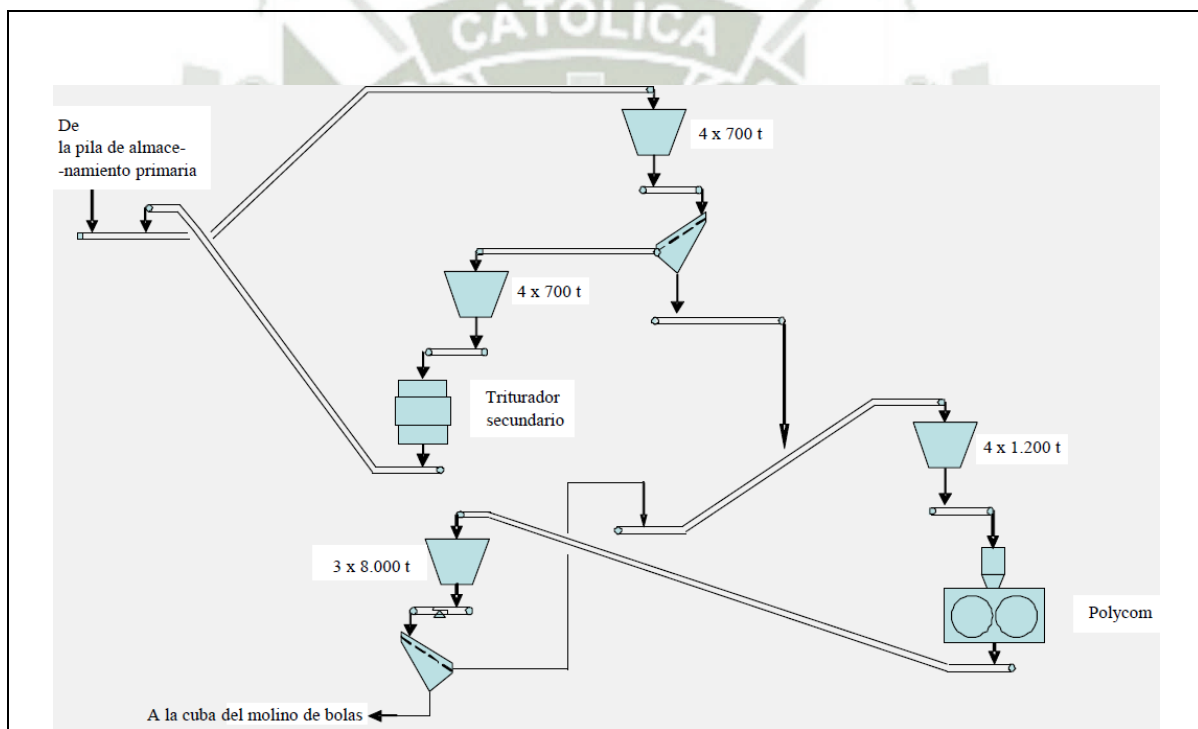 CATOLICA
De
la pila de almace-
-namiento primaria
4 x 700 t
4 x 700 t
Triturador
secundario
4 x 1.200 t
3 x 8.000 t
Polycom
A la cuba del molino de bolas